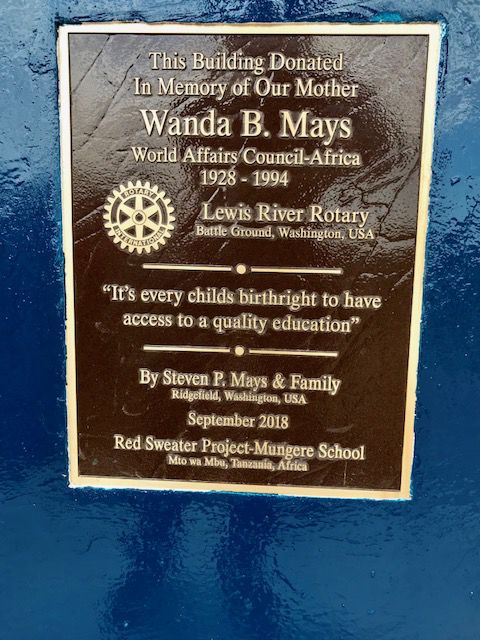 This Building Donated
In Memory of Our Mother
Wanda B. Mays
World Affairs Council-Africa
1928 - 1994
ROTARY
INTERNATIONAL
Lewis River Rotary
Battle Ground, Washington, USA
“It's every childs birthright to have
access to a quality education”
By Steven P. Mays & Family
Ridgefield, Washington, USA
September 2018
Red Sweater Project-Mungere School
Mto wa Mbu, Tanzania, Africa